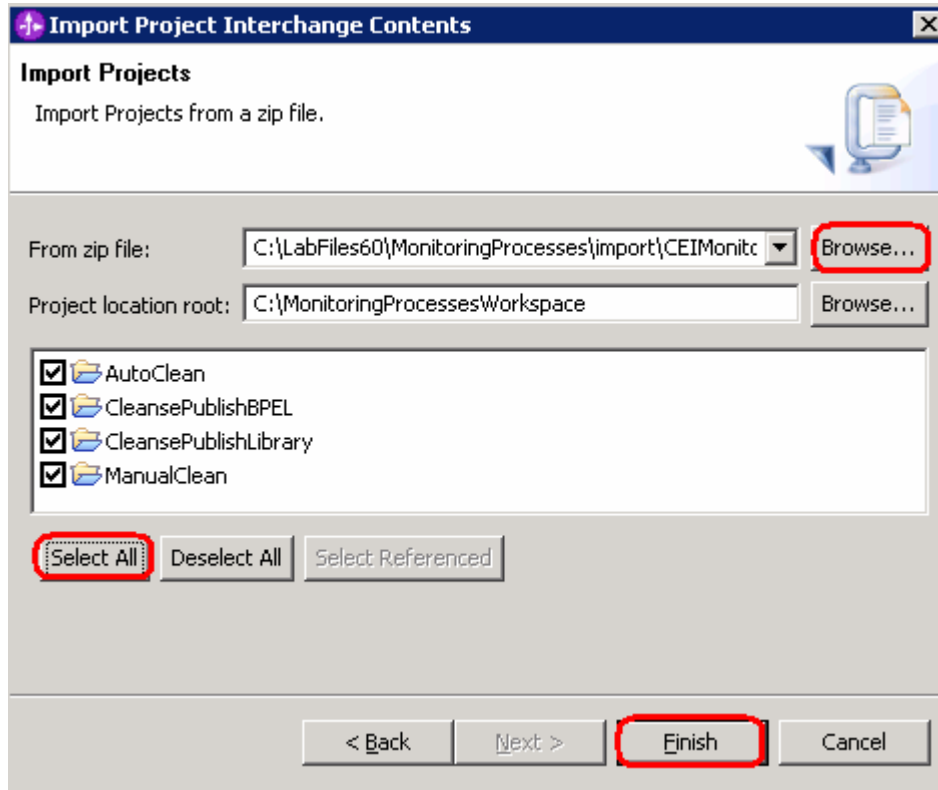 Import Project Interchange Contents
Import Projects
Import Projects from a zip file.
From zip file: C:\LabFiles60\MonitoringProcesses\import\CEIMonitc Browse...
Project location root: C:\MonitoringProcessesWorkspace Browse...
AutoClean
CleansePublishBPEL
CleansePublishLibrary
ManualClean
Select All Deselect All Select Referenced
< Back Next > Finish Cancel